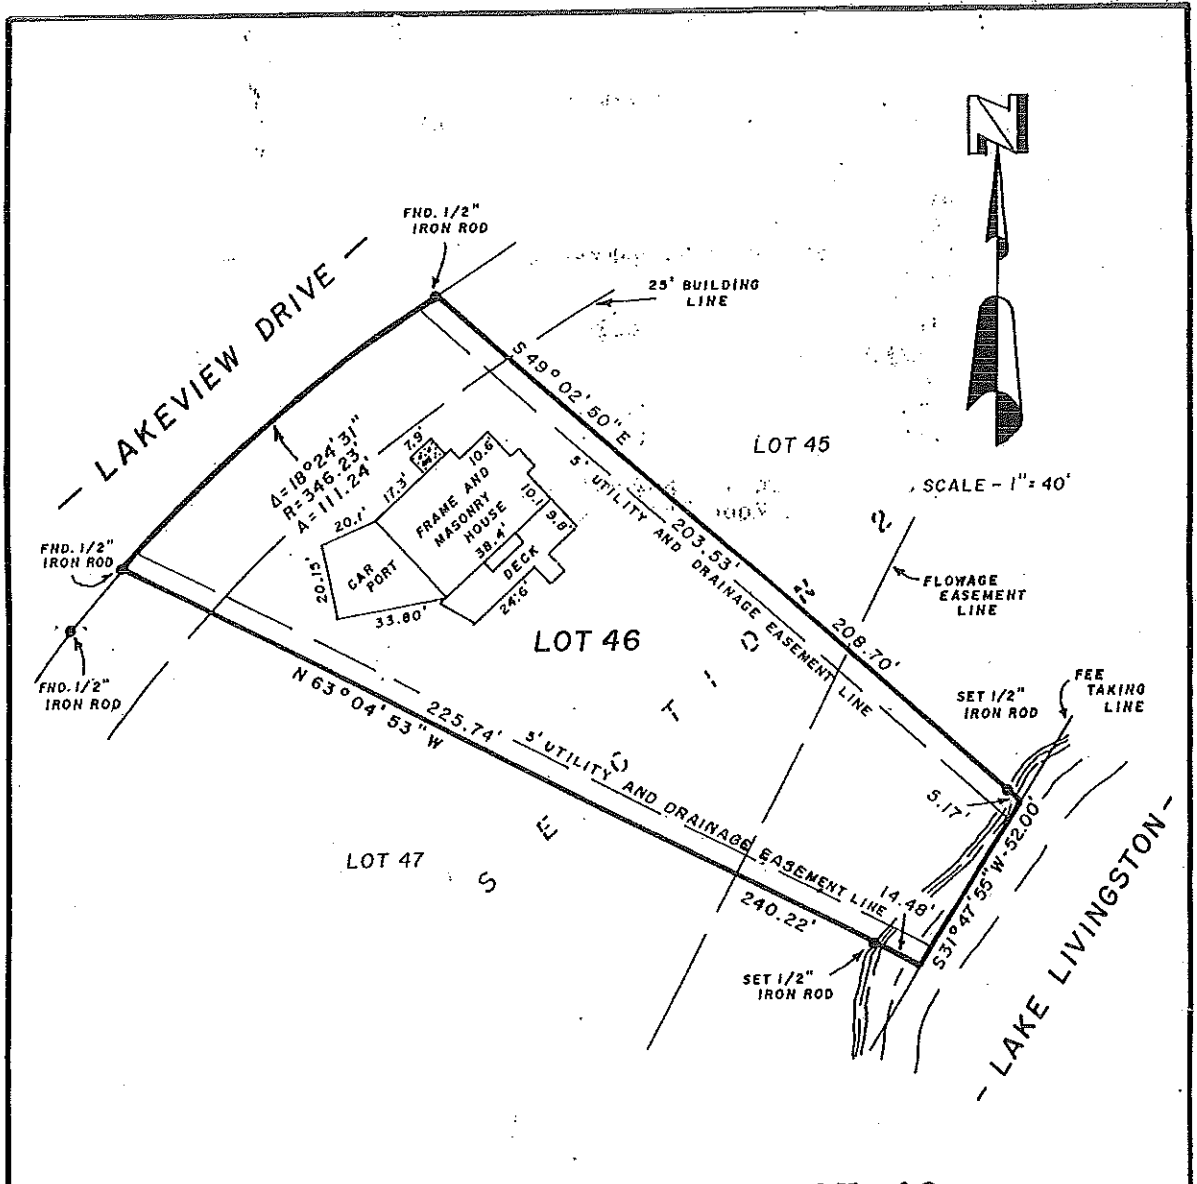 N
FND. 1/2"
IRON ROD
- LAKEVIEW DRIVE -
25' BUILDING
LINE
S 49° 02' 50" E
LOT 45
SCALE - 1" = 40'
Δ=18° 24' 31"
R= 346.23'
A= 111.24'
7.9'
10.6'
17.3'
20.1'
FRAME AND
MASONRY
HOUSE
10.1
9.8'
38.4'
DECK
24.6'
CAR
PORT
20.15'
33.80'
5' UTILITY AND DRAINAGE EASEMENT LINE
203.53'
208.70'
FND. 1/2"
IRON ROD
FLOWAGE
EASEMENT
LINE
LOT 46
FND. 1/2"
IRON ROD
SET 1/2"
IRON ROD
FEE
TAKING
LINE
N 63° 04' 53" W
225.74'
5' UTILITY AND DRAINAGE EASEMENT LINE
SECTION - 2
5.17'
S31° 47' 55" W - 52.00'
LOT 47
240.22'
14.48'
SET 1/2"
IRON ROD
- LAKE LIVINGSTON -